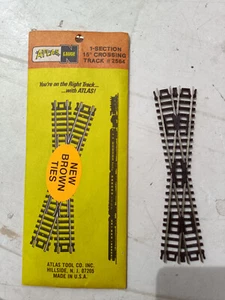 ATLAS
1-SECTION
15° CROSSING
TRACK #2564
You're on the Right Track...
...with ATLAS!
NEW
BROWN
TIES
ATLAS TOOL CO. INC.
HILLSIDE, N. J. 07205
MADE IN U.S.A.